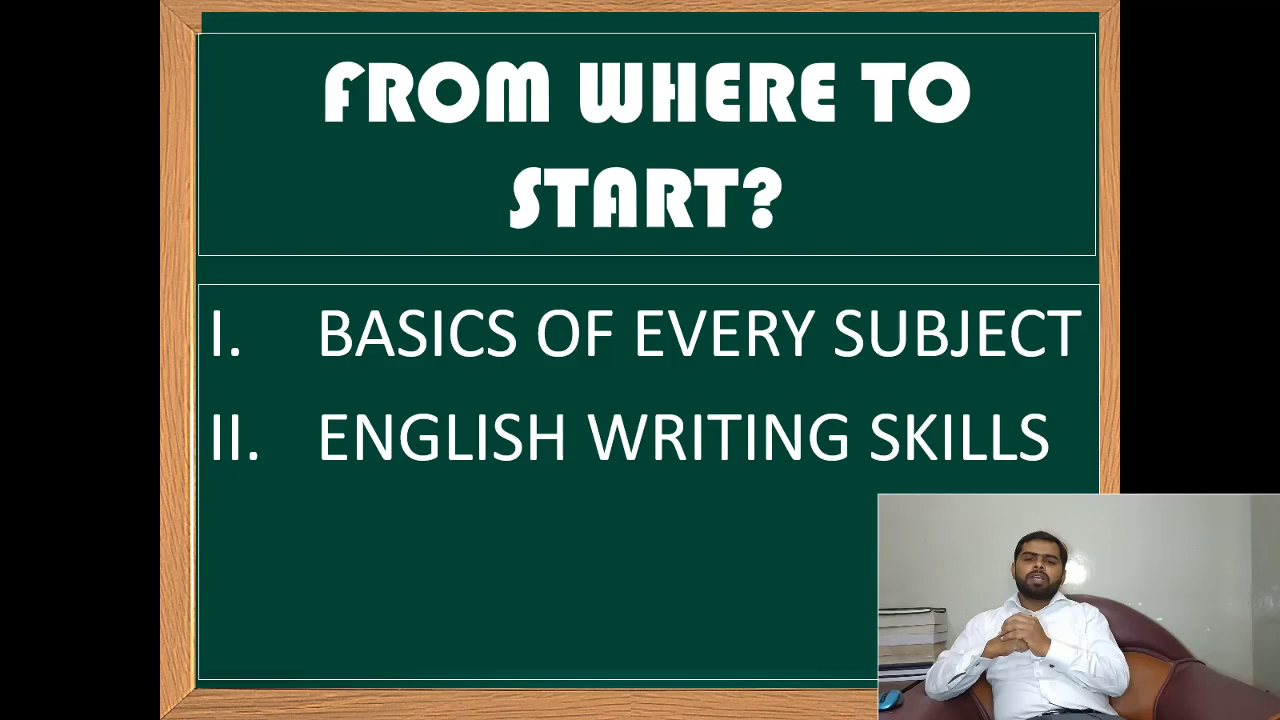 FROM WHERE TO
START?
I. BASICS OF EVERY SUBJECT
II. ENGLISH WRITING SKILLS